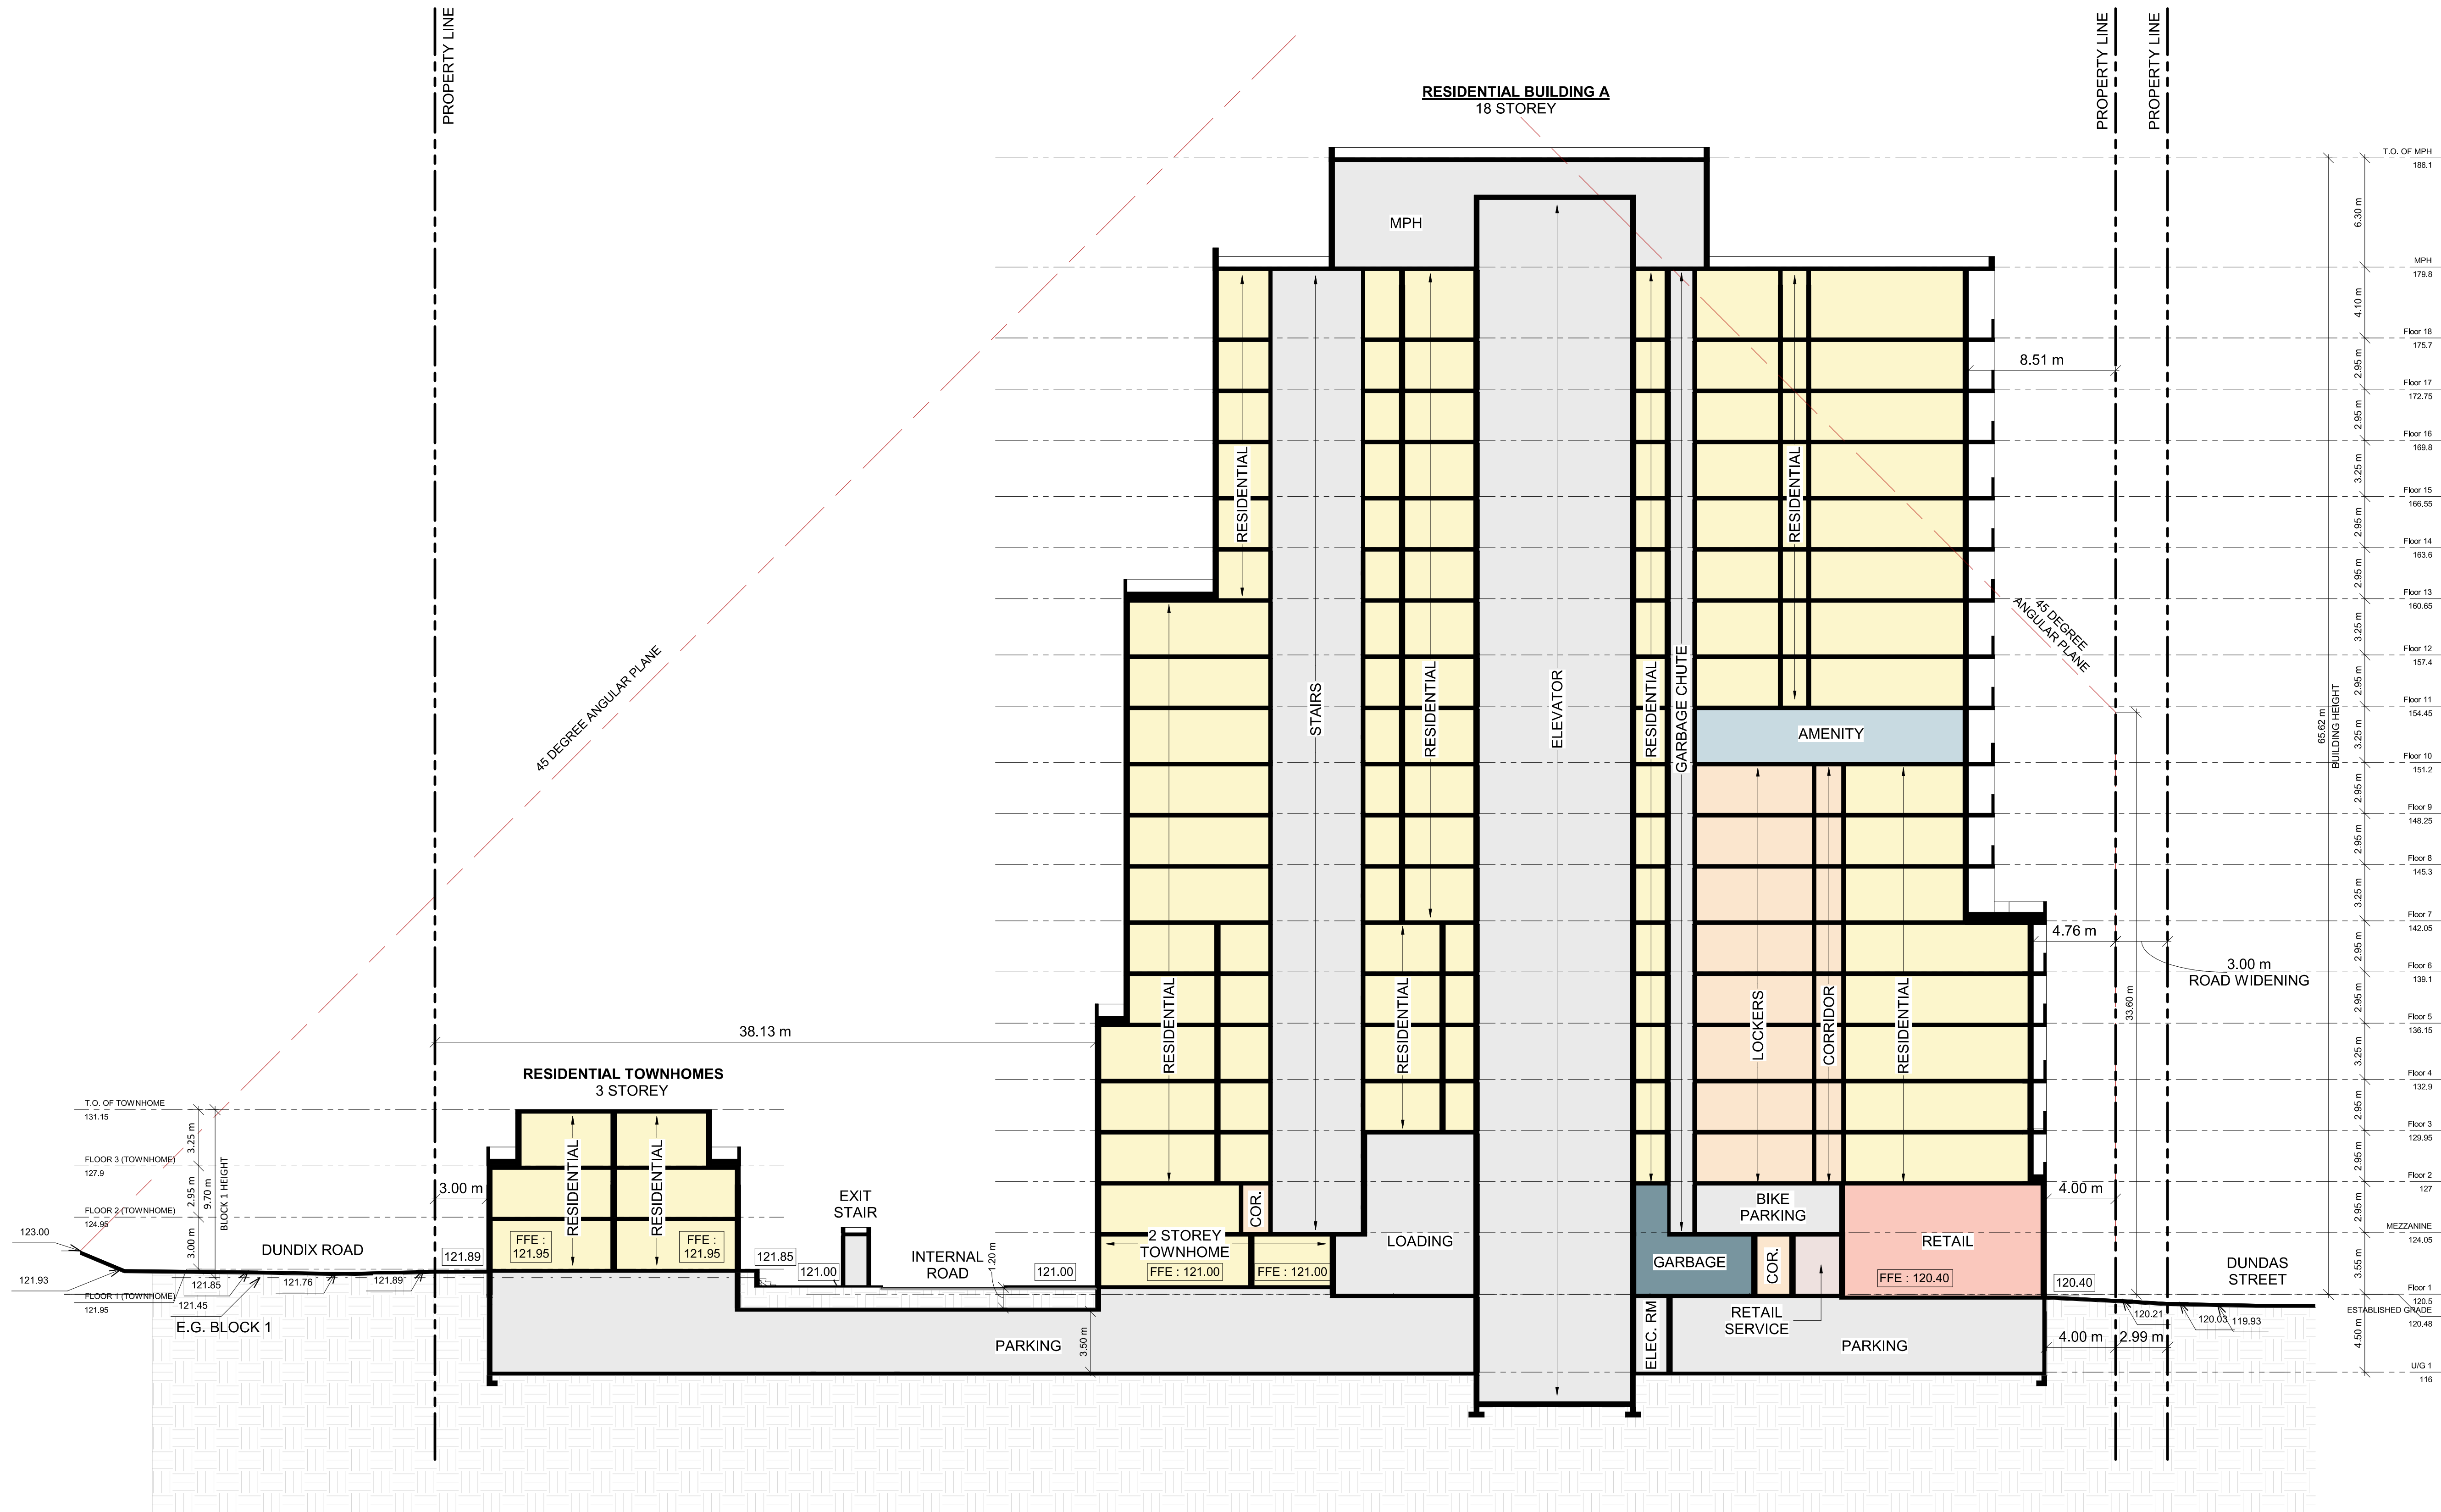 PROPERTY LINE
PROPERTY LINE
PROPERTY LINE
RESIDENTIAL BUILDING A
18 STOREY
T.O. OF MPH
186.1
6.30 m
MPH
MPH
179.8
4.10 m
Floor 18
175.7
8.51 m
2.95 m
Floor 17
172.75
2.95 m
Floor 16
169.8
3.25 m
RESIDENTIAL
RESIDENTIAL
Floor 15
166.55
2.95 m
Floor 14
163.6
2.95 m
Floor 13
160.65
45 DEGREE
ANGULAR PLANE
3.25 m
45 DEGREE ANGULAR PLANE
Floor 12
157.4
2.95 m
STAIRS
RESIDENTIAL
ELEVATOR
RESIDENTIAL
GARBAGE CHUTE
Floor 11
154.45
AMENITY
65.62 m
BUILDING HEIGHT
3.25 m
Floor 10
151.2
2.95 m
Floor 9
148.25
2.95 m
Floor 8
145.3
3.25 m
Floor 7
142.05
4.76 m
2.95 m
3.00 m
ROAD WIDENING
Floor 6
139.1
33.60 m
2.95 m
RESIDENTIAL
RESIDENTIAL
LOCKERS
CORRIDOR
RESIDENTIAL
Floor 5
136.15
38.13 m
3.25 m
RESIDENTIAL TOWNHOMES
3 STOREY
Floor 4
132.9
2.95 m
T.O. OF TOWNHOME
131.15
3.25 m
Floor 3
129.95
2.95 m
FLOOR 3 (TOWNHOME)
127.9
2.95 m
9.70 m
BLOCK 1 HEIGHT
3.00 m
RESIDENTIAL
RESIDENTIAL
4.00 m
Floor 2
127
2.95 m
EXIT
STAIR
COR.
BIKE
PARKING
FLOOR 2 (TOWNHOME)
124.95
3.00 m
123.00
MEZZANINE
124.05
3.55 m
DUNDIX ROAD
121.89
FFE :
121.95
FFE :
121.95
121.85
121.00
INTERNAL
ROAD
1.20 m
121.00
2 STOREY
TOWNHOME
FFE : 121.00
FFE : 121.00
LOADING
GARBAGE
COR.
RETAIL
FFE : 120.40
120.40
DUNDAS
STREET
121.93
121.85
121.76
121.89
FLOOR 1 (TOWNHOME)
121.95
121.45
E.G. BLOCK 1
Floor 1
120.5
ESTABLISHED GRADE
120.48
120.21
120.03
119.93
PARKING
3.50 m
ELEC. RM
RETAIL
SERVICE
PARKING
4.00 m
2.99 m
4.50 m
U/G 1
116